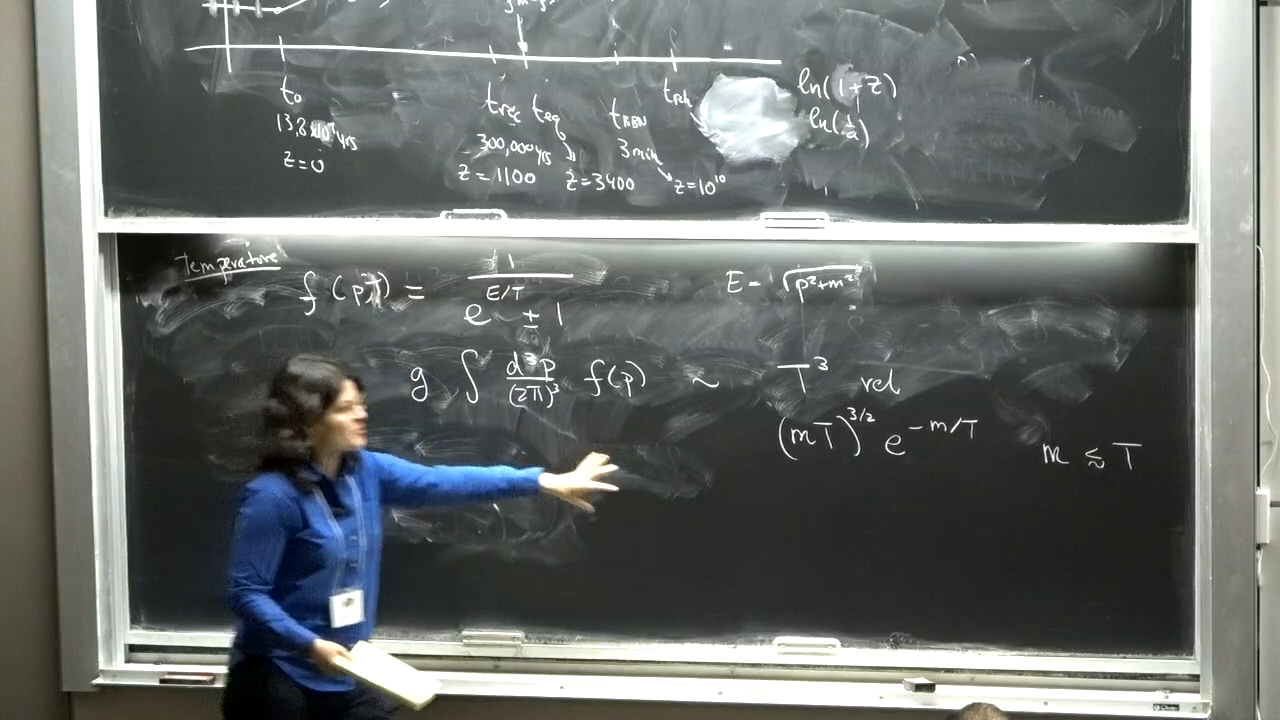 t₀
13.8×10⁹ yrs
z=0
t_rec
300,000 yrs
z=1100
t_eq
z=3400
t_BBN
3 min
t_reh
z=10¹⁰
ln(1+z)
ln(1/a)
Temperature
f(p,T) = 1/(e^{E/T} ± 1) E = √(p²+m²)
g ∫ d³p/(2π)³ f(p) ~ T³ rel
(mT)^{3/2} e^{-m/T} m ≲ T